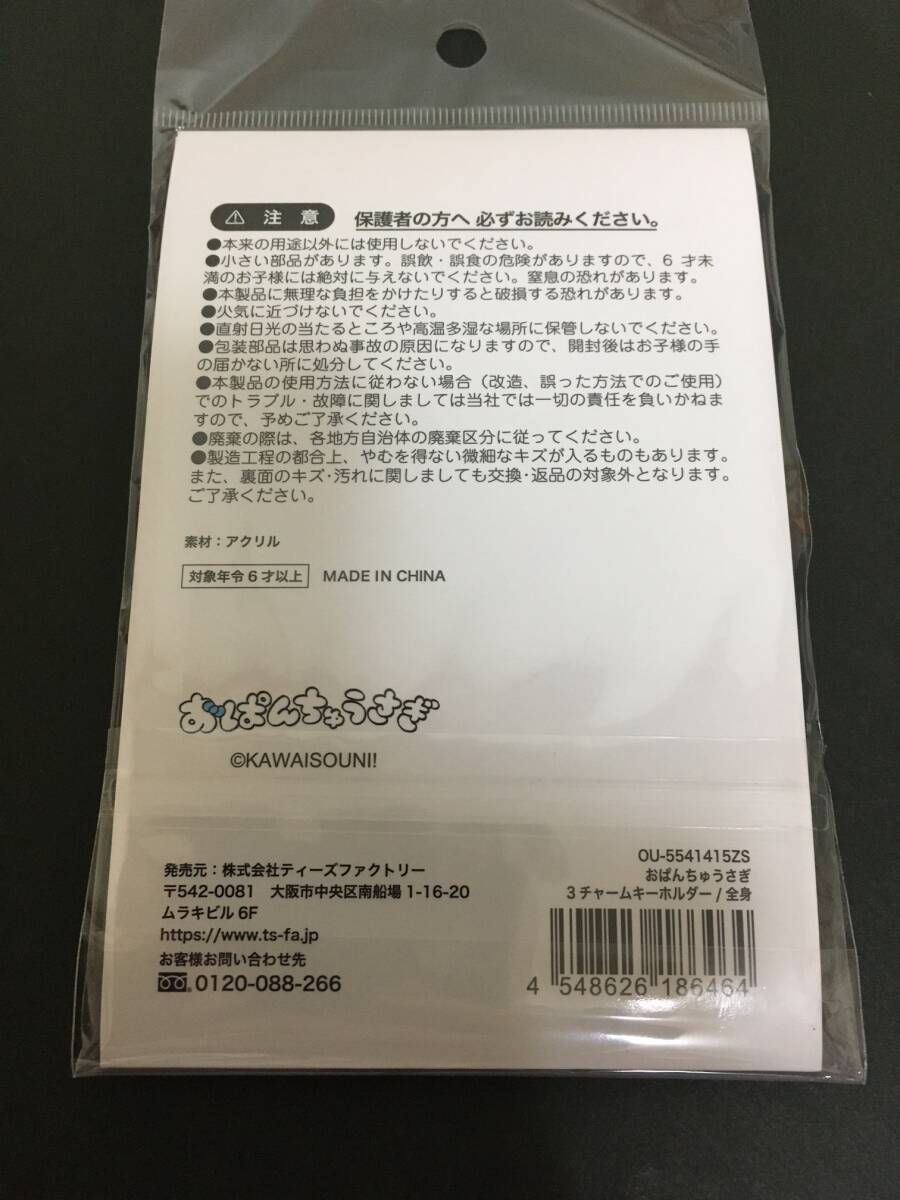 ⚠ 注意
保護者の方へ 必ずお読みください。
●本来の用途以外には使用しないでください。
●小さい部品があります。誤飲・誤食の危険がありますので、6 才未
満のお子様には絶対に与えないでください。窒息の恐れがあります。
●本製品に無理な負担をかけたりすると破損する恐れがあります。
●火気に近づけないでください。
●直射日光の当たるところや高温多湿な場所に保管しないでください。
●包装部品は思わぬ事故の原因になりますので、開封後はお子様の手
の届かない所に処分してください。
●本製品の使用方法に従わない場合（改造、誤った方法でのご使用）
でのトラブル・故障に関しましては当社では一切の責任を負いかねま
すので、予めご了承ください。
●廃棄の際は、各地方自治体の廃棄区分に従ってください。
●製造工程の都合上、やむを得ない微細なキズが入るものもあります。
また、裏面のキズ・汚れに関しましても交換・返品の対象外となります。
ご了承ください。
素材：アクリル
対象年令 6 才以上 MADE IN CHINA
おぱんちゅうさぎ
©KAWAISOUNI!
発売元：株式会社ティーズファクトリー
〒542-0081 大阪市中央区南船場 1-16-20
ムラキビル 6F
https://www.ts-fa.jp
お客様お問い合わせ先
0120-088-266
OU-5541415ZS
おぱんちゅうさぎ
3 チャームキーホルダー / 全身
4 548626 186464